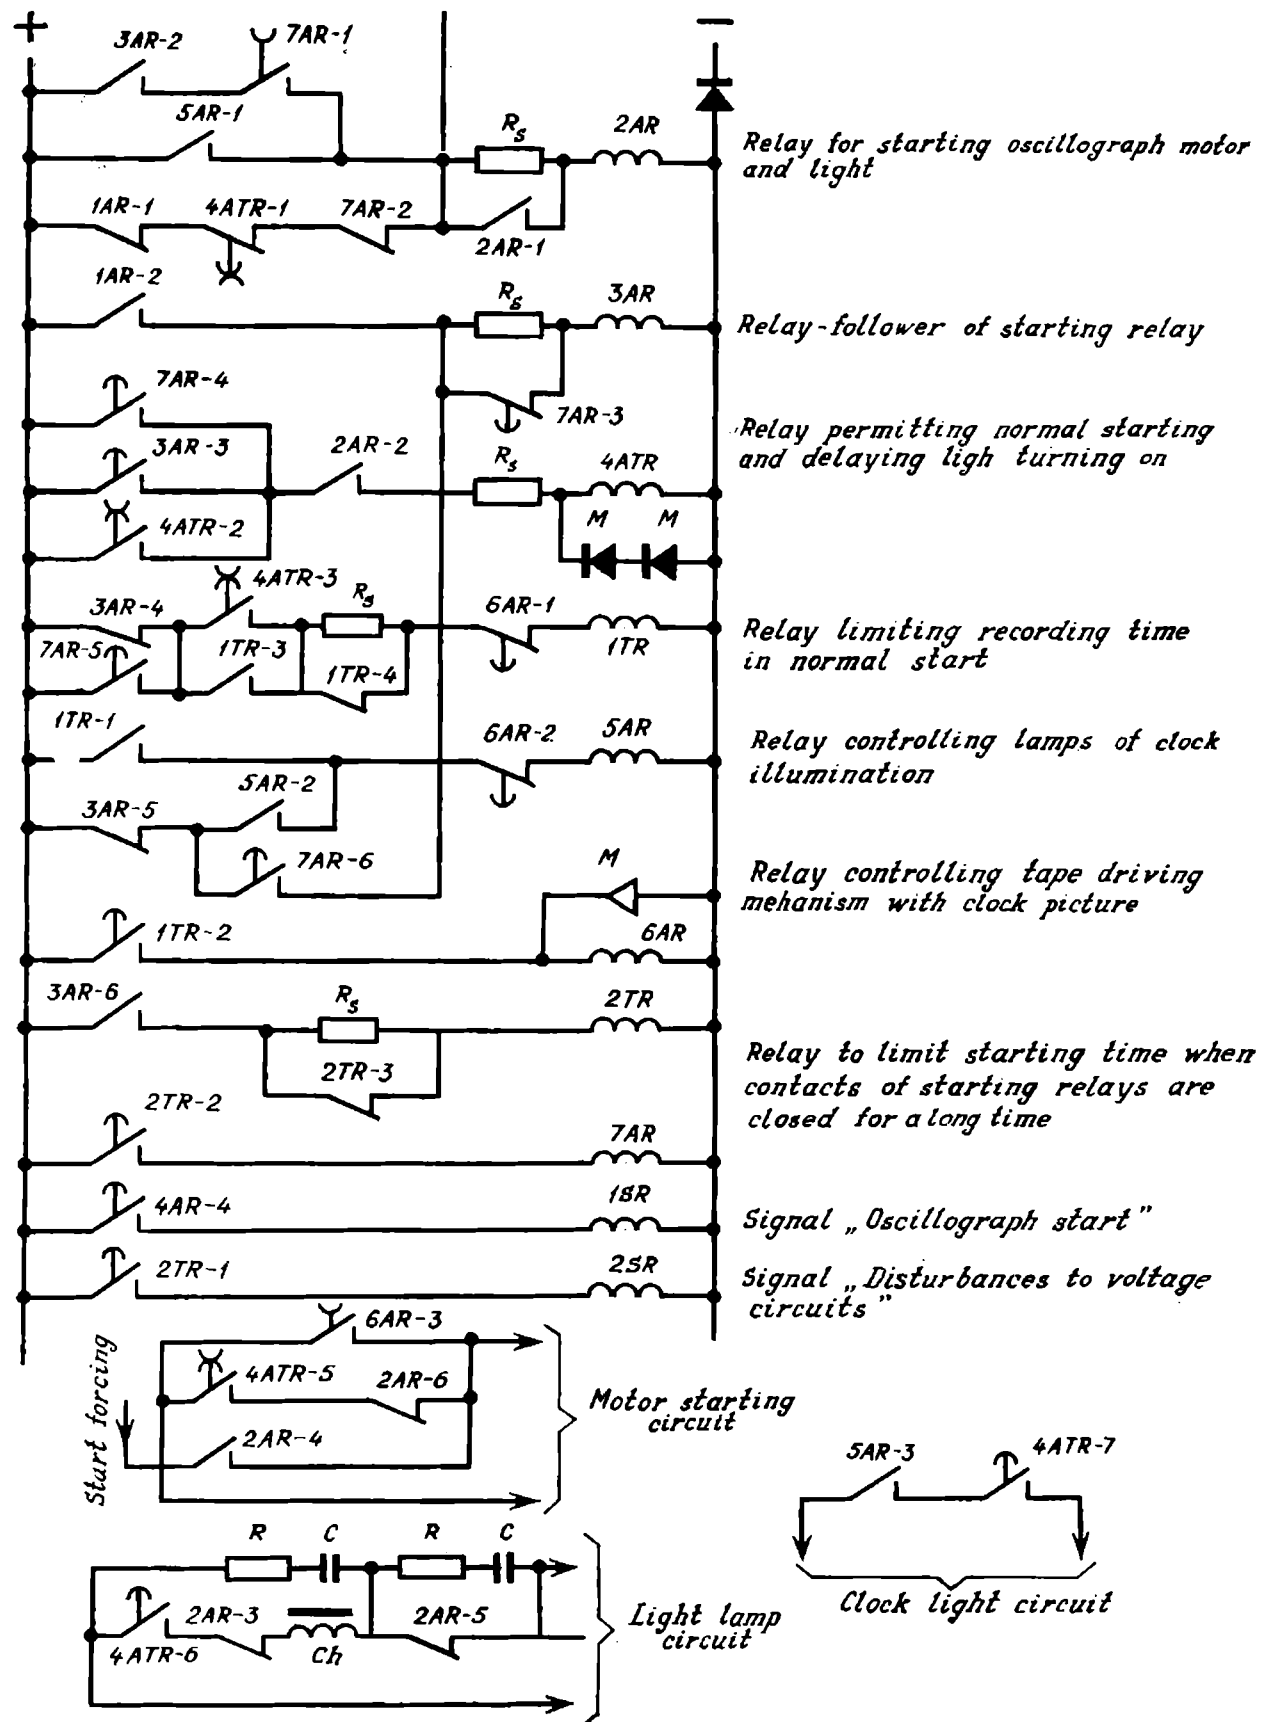 +
−
3AR-2
7AR-1
5AR-1
Rs
2AR
Relay for starting oscillograph motor
and light
1AR-1
4ATR-1
7AR-2
2AR-1
1AR-2
Rs
3AR
Relay-follower of starting relay
7AR-4
7AR-3
3AR-3
2AR-2
Rs
4ATR
Relay permitting normal starting
and delaying ligh turning on
4ATR-2
M
M
4ATR-3
3AR-4
Rs
6AR-1
1TR
Relay limiting recording time
in normal start
7AR-5
1TR-3
1TR-4
1TR-1
6AR-2
5AR
Relay controlling lamps of clock
illumination
5AR-2
3AR-5
7AR-6
M
Relay controlling tape driving
mehanism with clock picture
1TR-2
6AR
3AR-6
Rs
2TR
2TR-3
Relay to limit starting time when
contacts of starting relays are
closed for a long time
2TR-2
7AR
4AR-4
1SR
Signal „Oscillograph start"
2TR-1
2SR
Signal „Disturbances to voltage
circuits"
6AR-3
4ATR-5
2AR-6
2AR-4
Start forcing
Motor starting
circuit
5AR-3
4ATR-7
Clock light circuit
R
C
R
C
2AR-3
2AR-5
4ATR-6
Ch
Light lamp
circuit